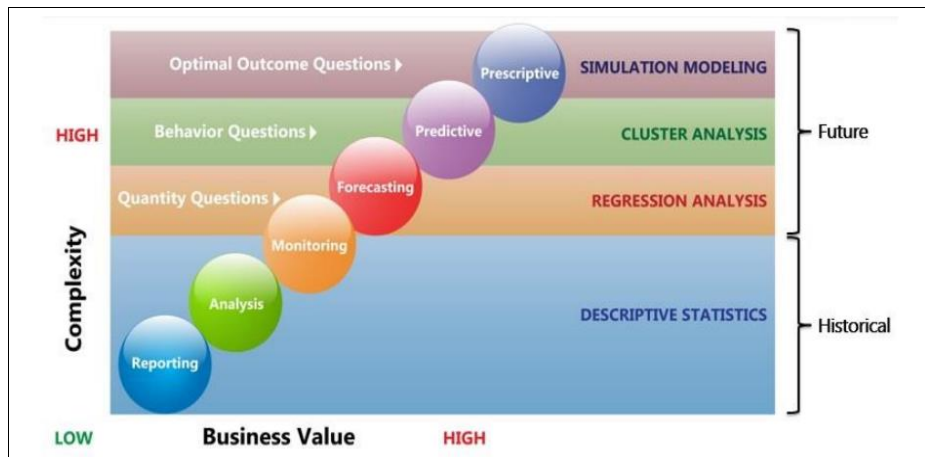 Optimal Outcome Questions
Prescriptive
SIMULATION MODELING
HIGH
Behavior Questions
Predictive
CLUSTER ANALYSIS
Future
Quantity Questions
Forecasting
REGRESSION ANALYSIS
Monitoring
Complexity
Analysis
DESCRIPTIVE STATISTICS
Historical
Reporting
LOW
Business Value
HIGH